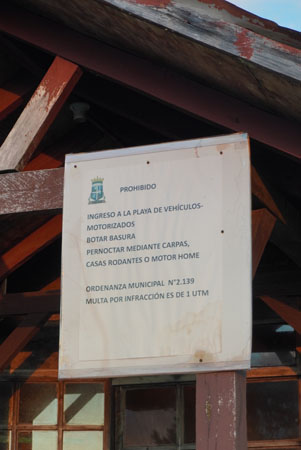 PROHIBIDO
INGRESO A LA PLAYA DE VEHÍCULOS-
MOTORIZADOS
BOTAR BASURA
PERNOCTAR MEDIANTE CARPAS,
CASAS RODANTES O MOTOR HOME
ORDENANZA MUNICIPAL N°2.139
MULTA POR INFRACCIÓN ES DE 1 UTM